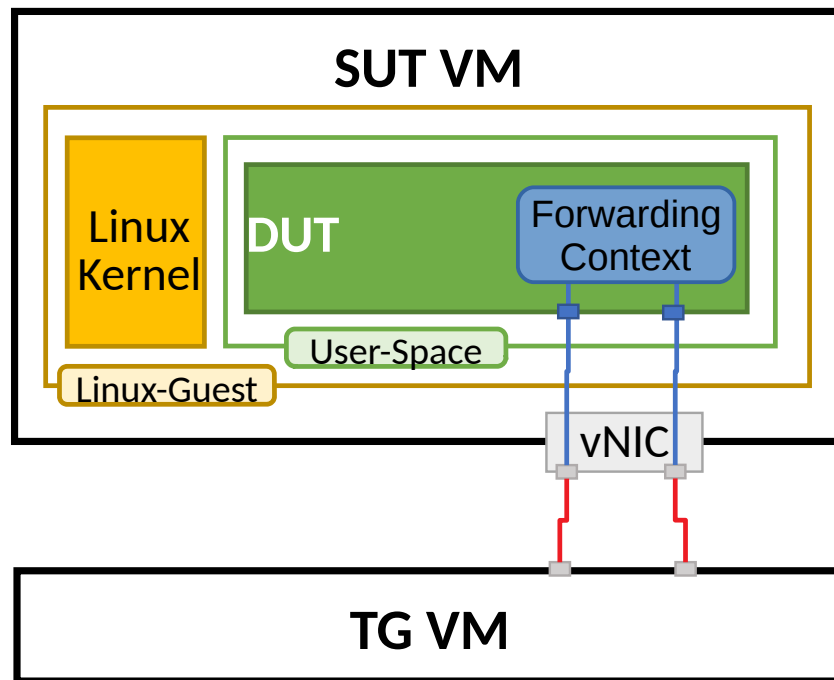 SUT VM
Linux
Kernel
DUT
Forwarding
Context
User-Space
Linux-Guest
vNIC
TG VM